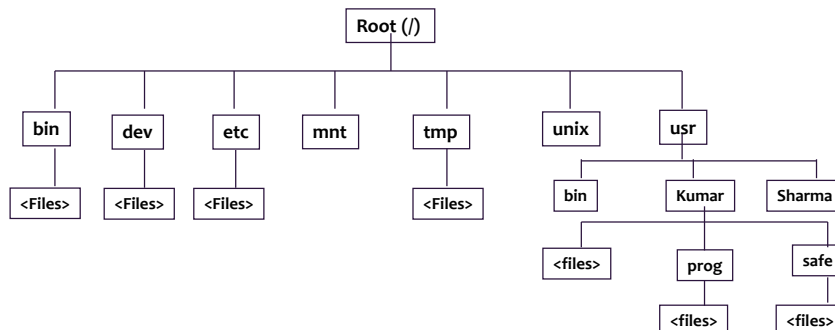 Root (/)
bin dev etc mnt tmp unix usr
<Files> <Files> <Files> <Files> bin Kumar Sharma
<files> prog safe
<files> <files>